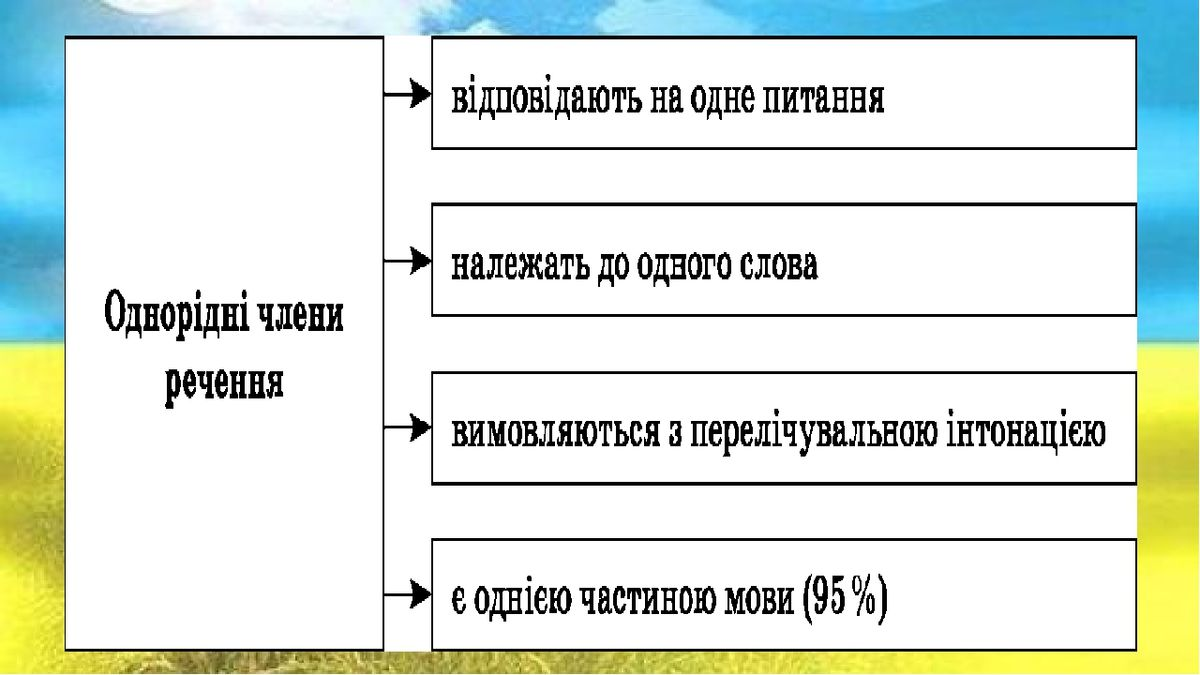 Однорідні члени
речення
відповідають на одне питання
належать до одного слова
вимовляються з перелічувальною інтонацією
є однією частиною мови (95 %)